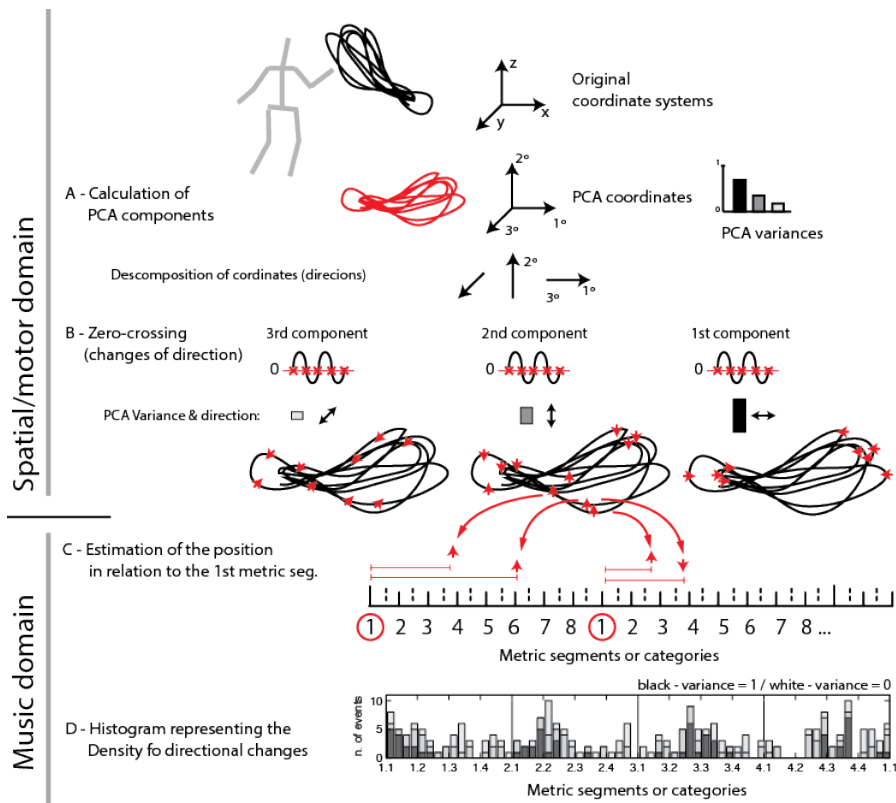 Spatial/motor domain
z
x
y
Original
coordinate systems
A - Calculation of
PCA components
2º
1º
3º
PCA coordinates
1
0
PCA variances
Descomposition of cordinates (direcions)
2º
3º
1º
B - Zero-crossing
(changes of direction)
3rd component
2nd component
1st component
0
0
0
PCA Variance & direction:
Music domain
C - Estimation of the position
in relation to the 1st metric seg.
1 2 3 4 5 6 7 8 1 2 3 4 5 6 7 8 ...
Metric segments or categories
black - variance = 1 / white - variance = 0
D - Histogram representing the
Density fo directional changes
n. of events
10
5
0
1.1 1.2 1.3 1.4 2.1 2.2 2.3 2.4 3.1 3.2 3.3 3.4 4.1 4.2 4.3 4.4 1.1
Metric segments or categories